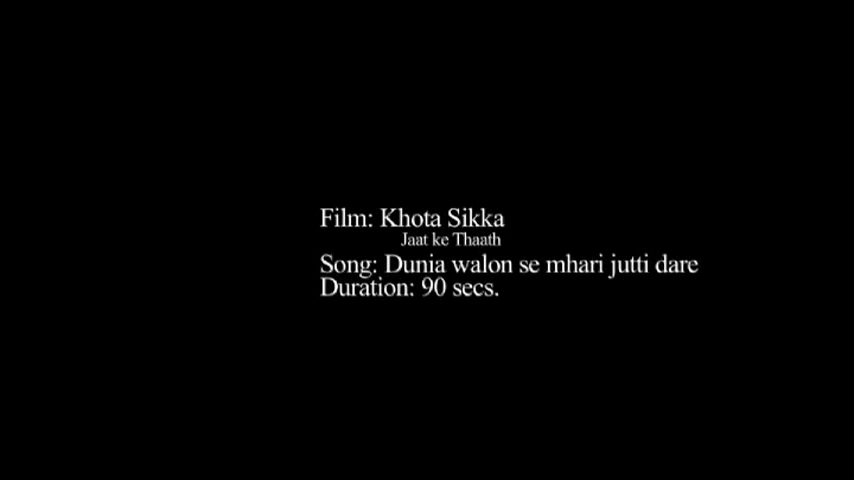 Film: Khota Sikka
Jaat ke Thaath
Song: Dunia walon se mhari jutti dare
Duration: 90 secs.